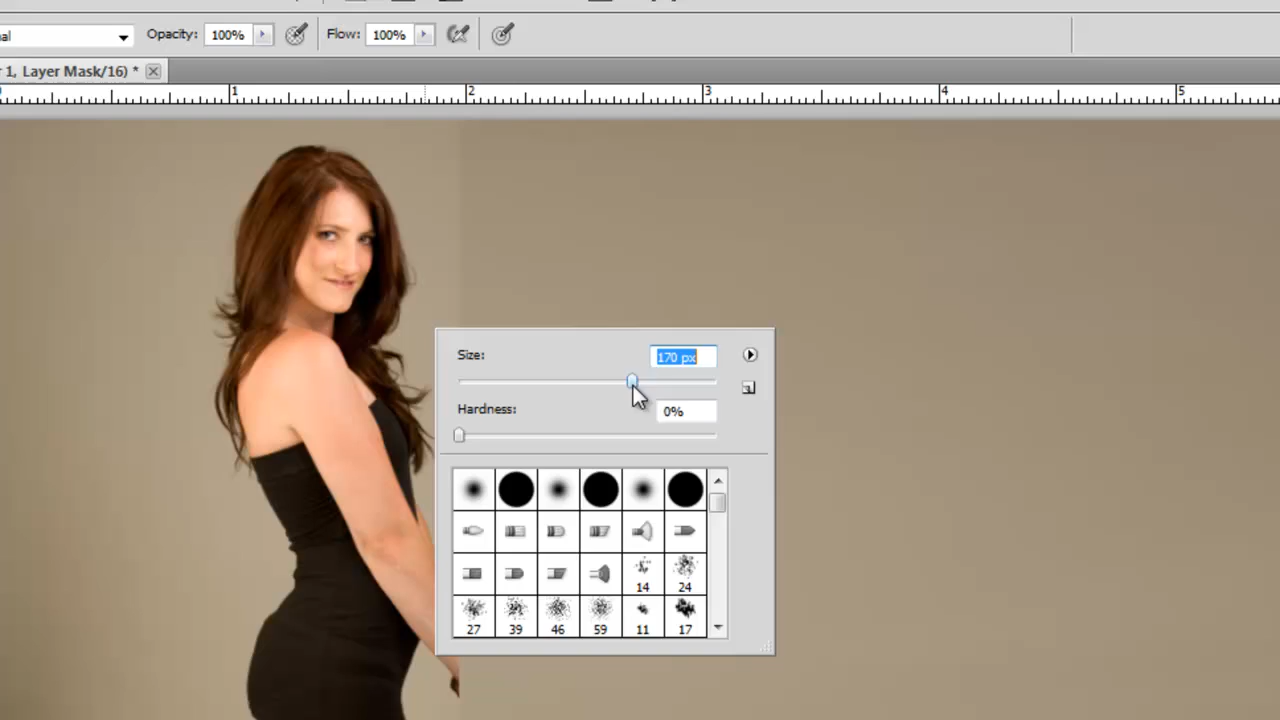 al Opacity: 100% Flow: 100%
r 1, Layer Mask/16) *
1 2 3 4 5
Size: 170 px
Hardness: 0%
14 24
27 39 46 59 11 17